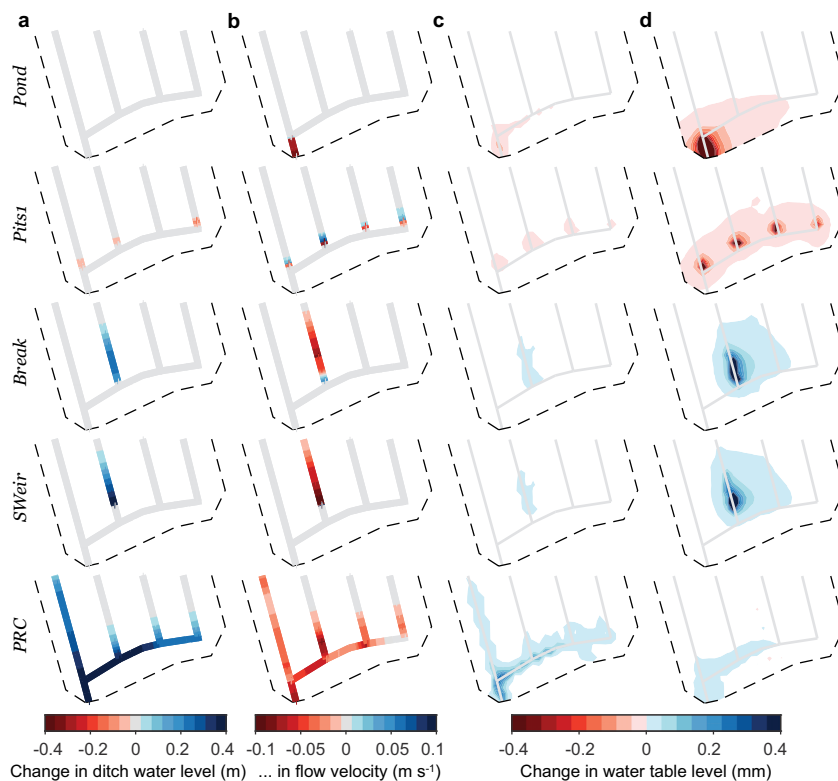 a b c d
Pond
Pits1
Break
SWeir
PRC
-0.4 -0.2 0 0.2 0.4 -0.1 -0.05 0 0.05 0.1 -0.4 -0.2 0 0.2 0.4
Change in ditch water level (m) ... in flow velocity (m s⁻¹) Change in water table level (mm)